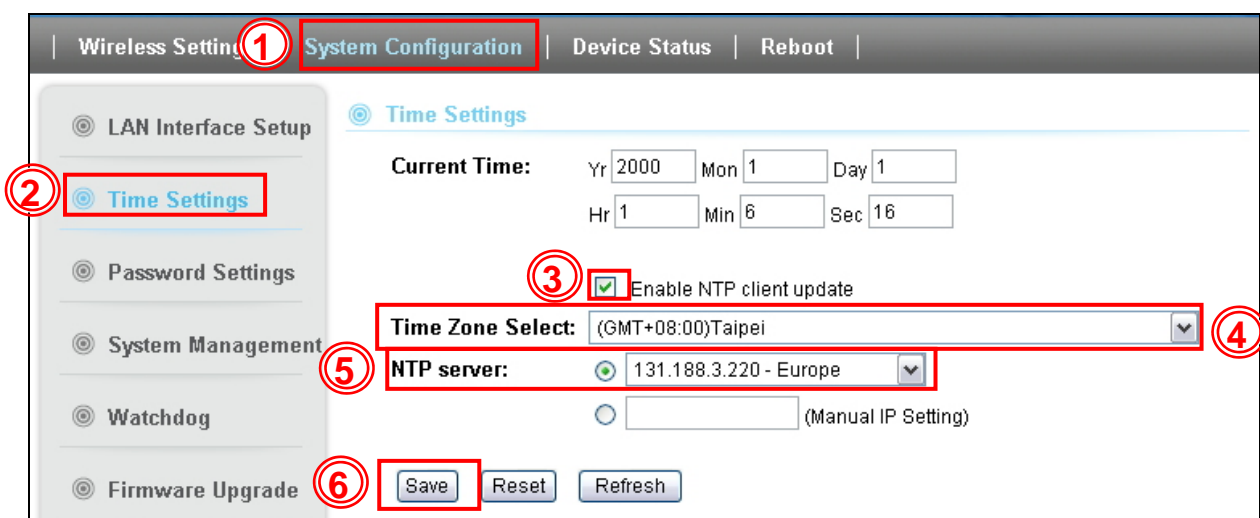 | Wireless Setting 1 System Configuration | Device Status | Reboot |
LAN Interface Setup
2 Time Settings
Password Settings
System Management
Watchdog
Firmware Upgrade
Time Settings
Current Time: Yr 2000 Mon 1 Day 1
Hr 1 Min 6 Sec 16
3 Enable NTP client update
Time Zone Select: (GMT+08:00)Taipei 4
5 NTP server: 131.188.3.220 - Europe
(Manual IP Setting)
6 Save Reset Refresh